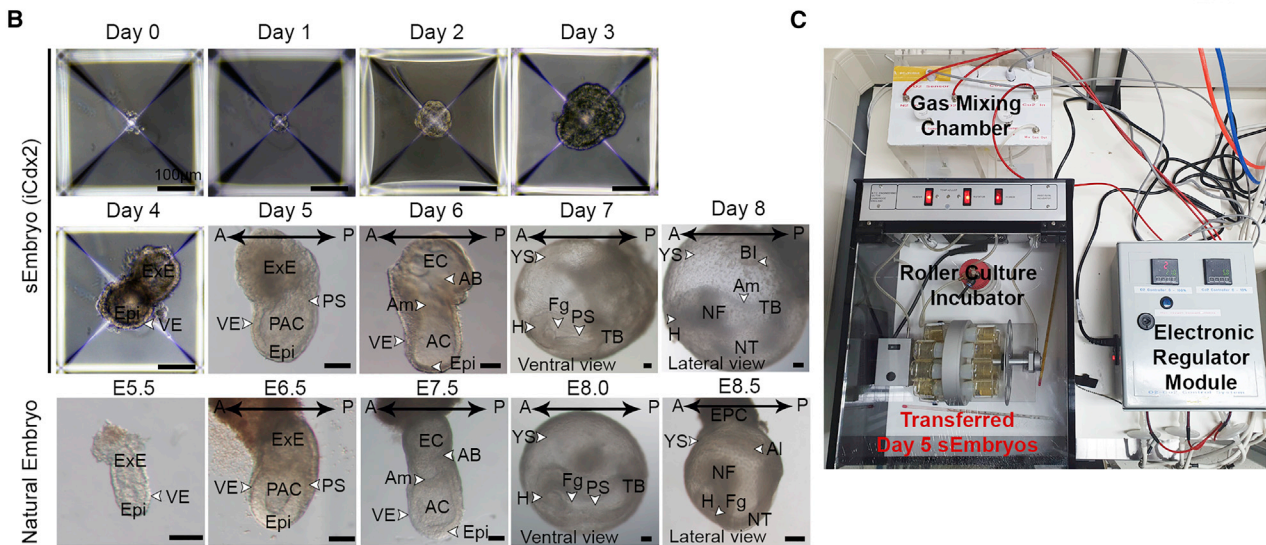 B
Day 0 Day 1 Day 2 Day 3
sEmbryo (iCdx2)
100μm
Day 4 Day 5 Day 6 Day 7 Day 8
ExE
Epi
VE
A P
ExE
PS
VE
PAC
Epi
A P
EC
AB
Am
VE
AC
Epi
A P
YS
Fg
PS
H
TB
Ventral view
A P
YS
Bl
Am
NF
TB
H
NT
Lateral view
Natural Embryo
E5.5 E6.5 E7.5 E8.0 E8.5
ExE
VE
Epi
A P
ExE
PAC
VE
PS
Epi
A P
EC
AB
Am
AC
VE
Epi
A P
YS
Fg
PS
TB
H
Ventral view
A P
EPC
YS
Al
NF
H
Fg
NT
Lateral view
C
Gas Mixing
Chamber
Roller Culture
Incubator
Electronic
Regulator
Module
Transferred
Day 5 sEmbryos